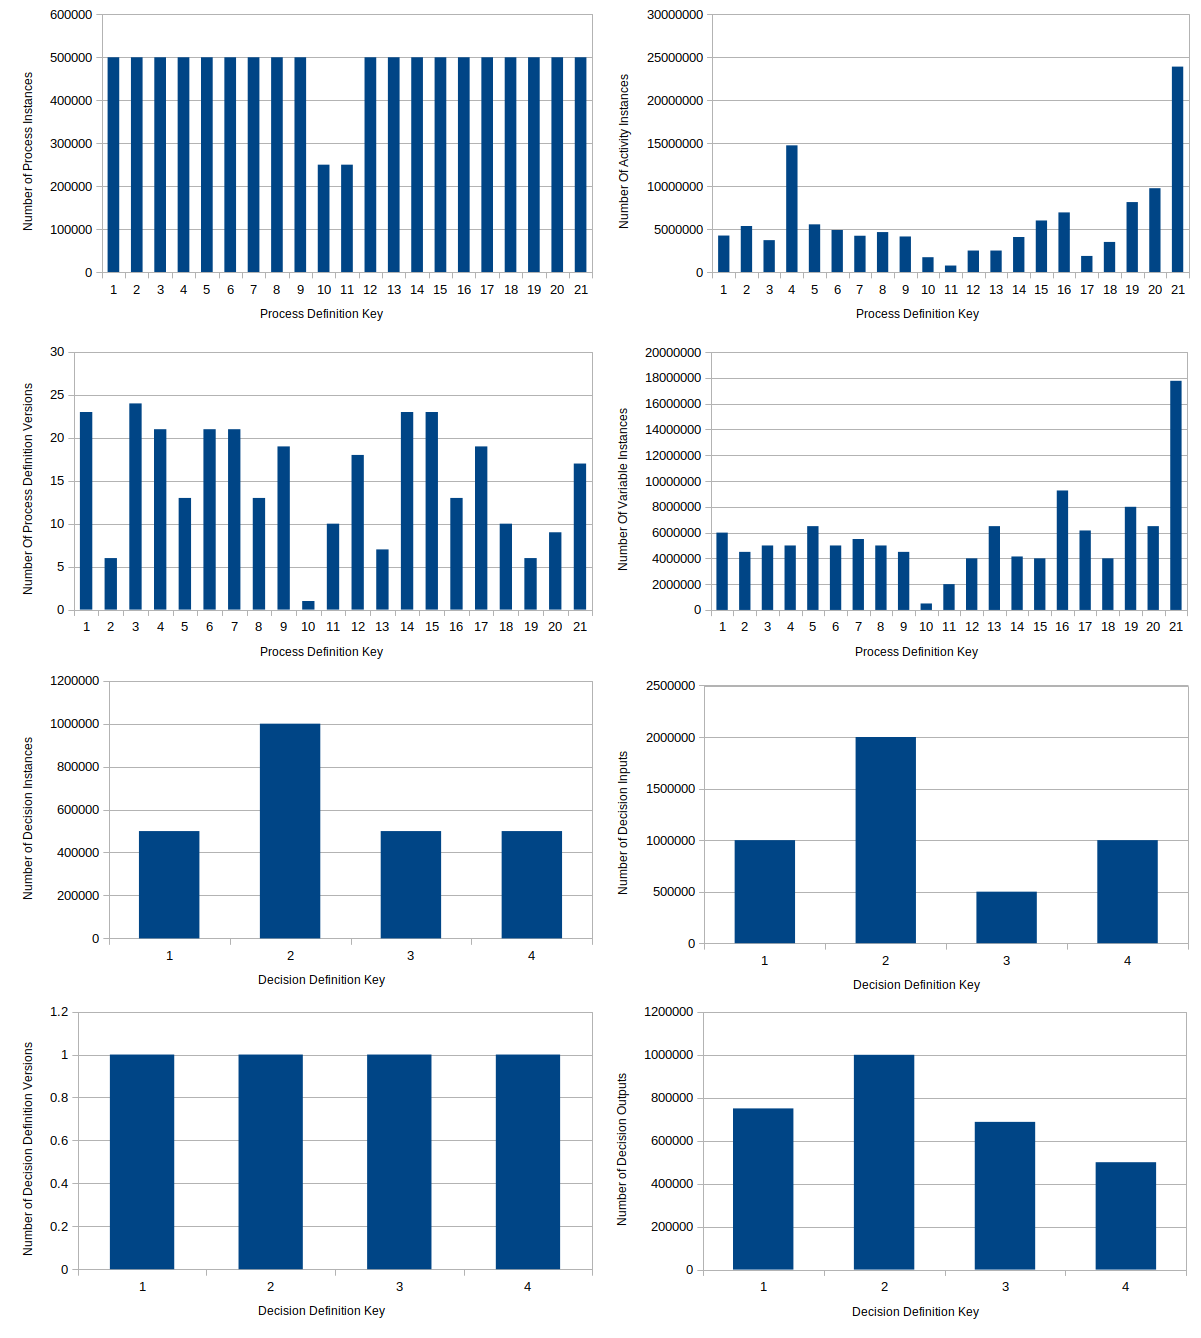 Number of Process Instances
600000
500000
400000
300000
200000
100000
0
1 2 3 4 5 6 7 8 9 10 11 12 13 14 15 16 17 18 19 20 21
Process Definition Key
Number Of Activity Instances
30000000
25000000
20000000
15000000
10000000
5000000
0
1 2 3 4 5 6 7 8 9 10 11 12 13 14 15 16 17 18 19 20 21
Process Definition Key
Number Of Process Definition Versions
30
25
20
15
10
5
0
1 2 3 4 5 6 7 8 9 10 11 12 13 14 15 16 17 18 19 20 21
Process Definition Key
Number Of Variable Instances
20000000
18000000
16000000
14000000
12000000
10000000
8000000
6000000
4000000
2000000
0
1 2 3 4 5 6 7 8 9 10 11 12 13 14 15 16 17 18 19 20 21
Process Definition Key
Number of Decision Instances
1200000
1000000
800000
600000
400000
200000
0
1 2 3 4
Decision Definition Key
Number of Decision Inputs
2500000
2000000
1500000
1000000
500000
0
1 2 3 4
Decision Definition Key
Number of Decision Definition Versions
1.2
1
0.8
0.6
0.4
0.2
0
1 2 3 4
Decision Definition Key
Number of Decision Outputs
1200000
1000000
800000
600000
400000
200000
0
1 2 3 4
Decision Definition Key